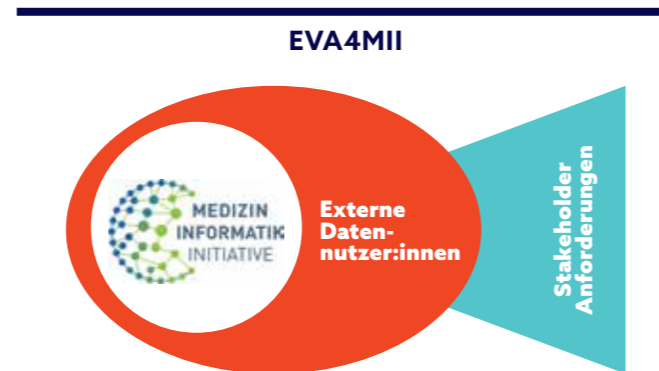 EVA4MII
MEDIZIN
INFORMATIK
INITIATIVE
Externe
Daten-
nutzer:innen
Stakeholder
Anforderungen